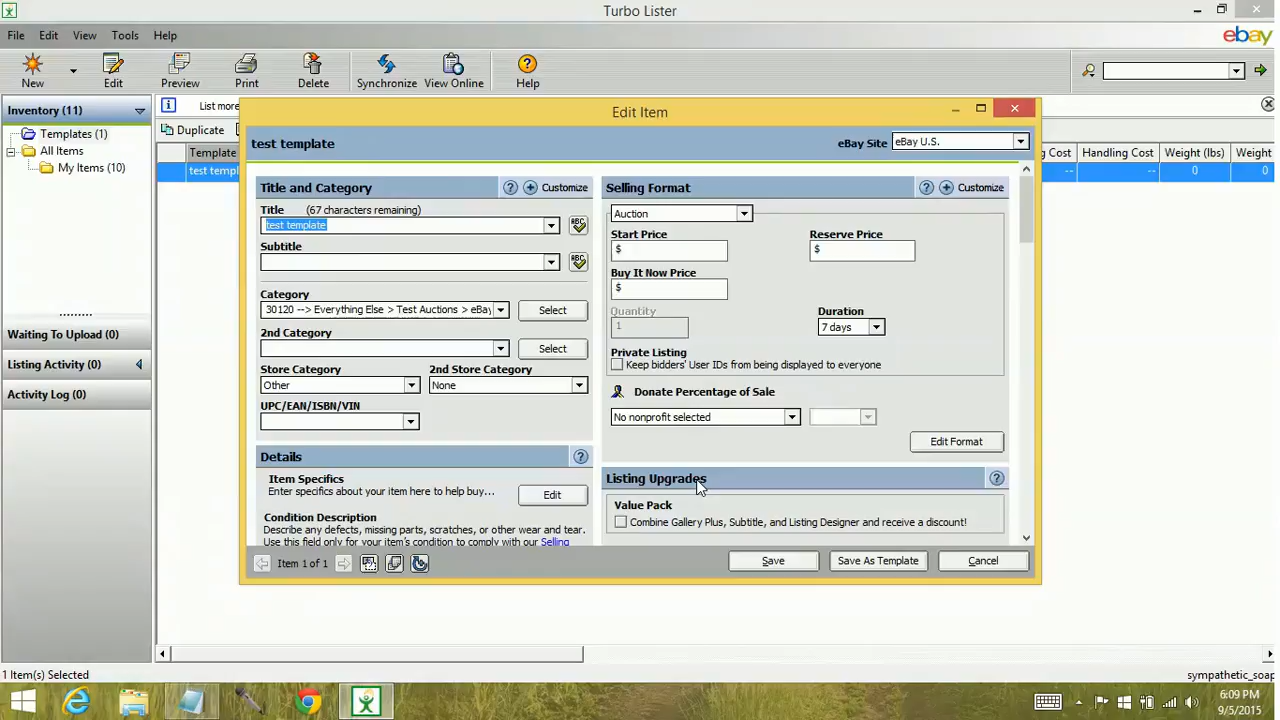 Turbo Lister
File Edit View Tools Help
ebay
New Edit Preview Print Delete Synchronize View Online Help
Inventory (11)
List more
Templates (1)
Duplicate
All Items
My Items (10)
Template
Cost Handling Cost Weight (lbs) Weight
test templ
-- -- 0 0
Waiting To Upload (0)
Listing Activity (0)
Activity Log (0)
Edit Item
test template
eBay Site eBay U.S.
Title and Category
Customize
Title (67 characters remaining)
test template
Subtitle
Category
30120 --> Everything Else > Test Auctions > eBay
Select
2nd Category
Select
Store Category 2nd Store Category
Other None
UPC/EAN/ISBN/VIN
Details
Item Specifics
Enter specifics about your item here to help buy...
Edit
Condition Description
Describe any defects, missing parts, scratches, or other wear and tear.
Use this field only for your item's condition to comply with our Selling
Selling Format
Customize
Auction
Start Price Reserve Price
$ $
Buy It Now Price
$
Quantity Duration
1 7 days
Private Listing
Keep bidders' User IDs from being displayed to everyone
Donate Percentage of Sale
No nonprofit selected
Edit Format
Listing Upgrades
Value Pack
Combine Gallery Plus, Subtitle, and Listing Designer and receive a discount!
Item 1 of 1
Save Save As Template Cancel
1 Item(s) Selected
sympathetic_soap
6:09 PM
9/5/2015